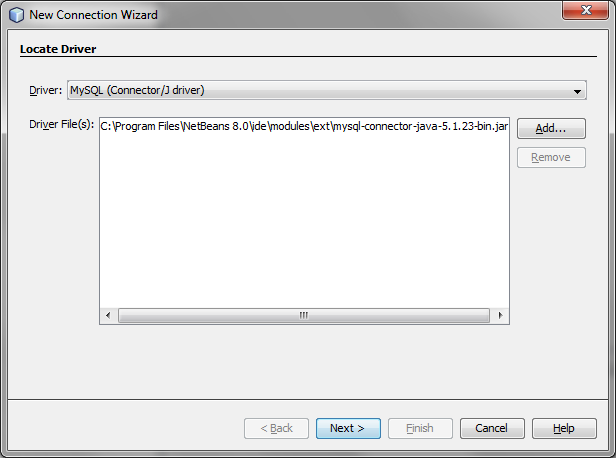 New Connection Wizard
Locate Driver
Driver: MySQL (Connector/J driver)
Driver File(s): C:\Program Files\NetBeans 8.0\ide\modules\ext\mysql-connector-java-5.1.23-bin.jar
Add...
Remove
< Back Next > Finish Cancel Help